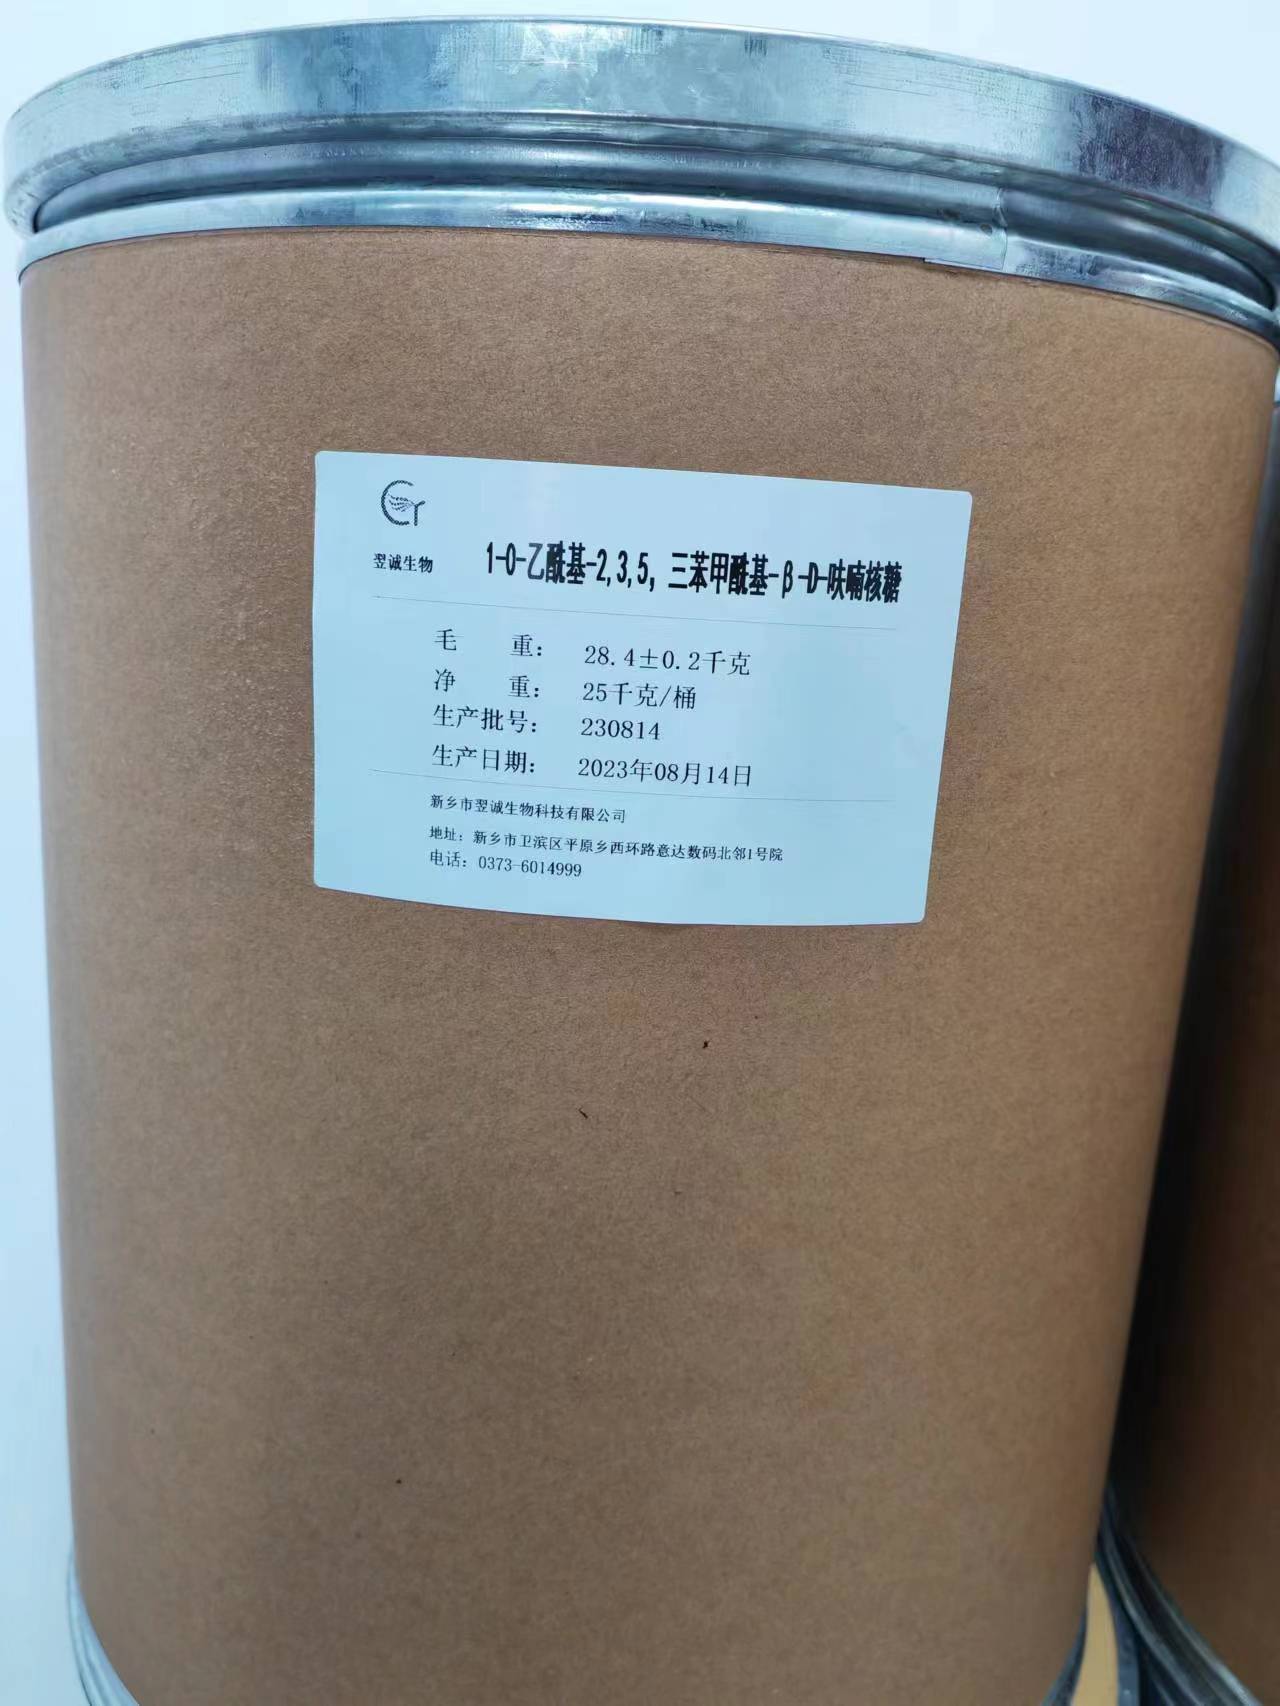 CY
翌诚生物
1-O-乙酰基-2,3,5,三苯甲酰基-β-D-呋喃核糖
毛 重： 28.4±0.2千克
净 重： 25千克/桶
生产批号： 230814
生产日期： 2023年08月14日
新乡市翌诚生物科技有限公司
地址：新乡市卫滨区平原乡西环路意达数码北邻1号院
电话：0373-6014999